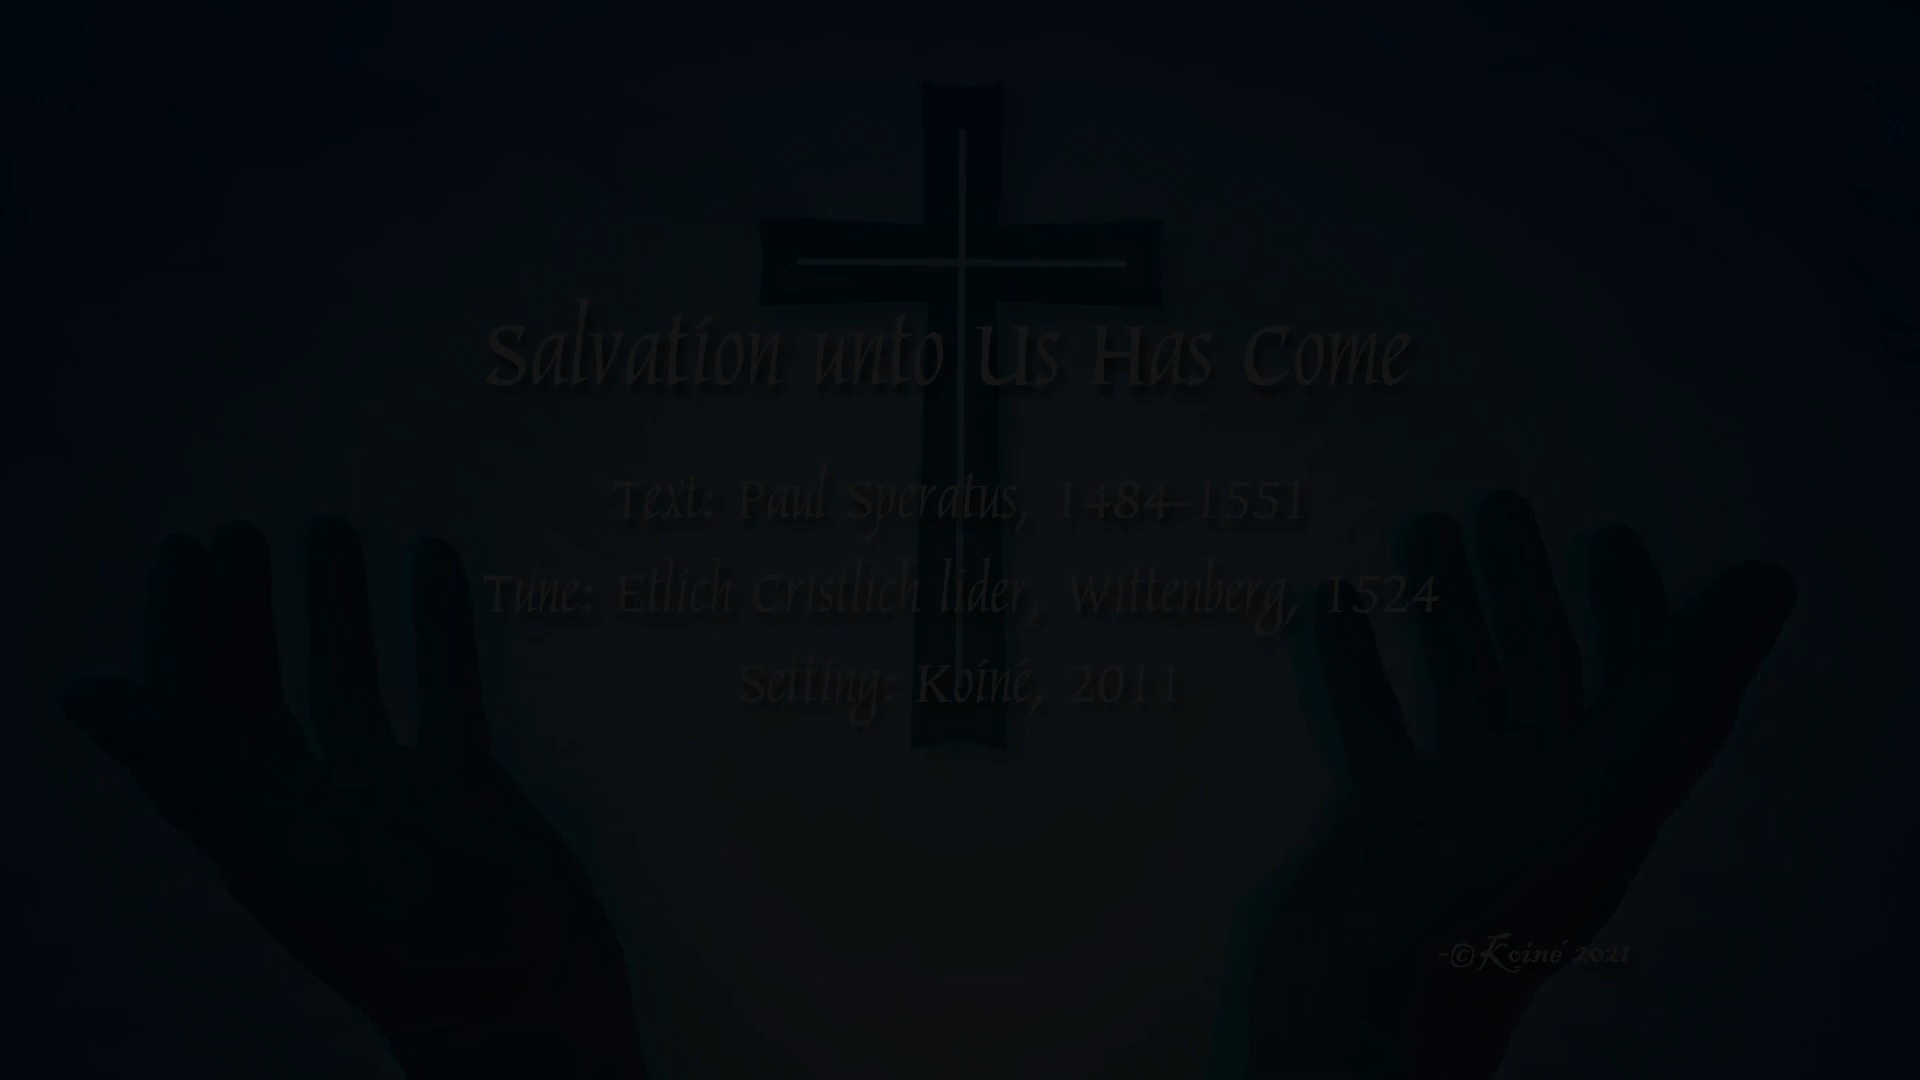 Salvation unto Us Has Come
Text: Paul Speratus, 1484-1551
Tune: Etlich Cristlich lider, Wittenberg, 1524
Setting: Koiné, 2011
-©Koiné 2021